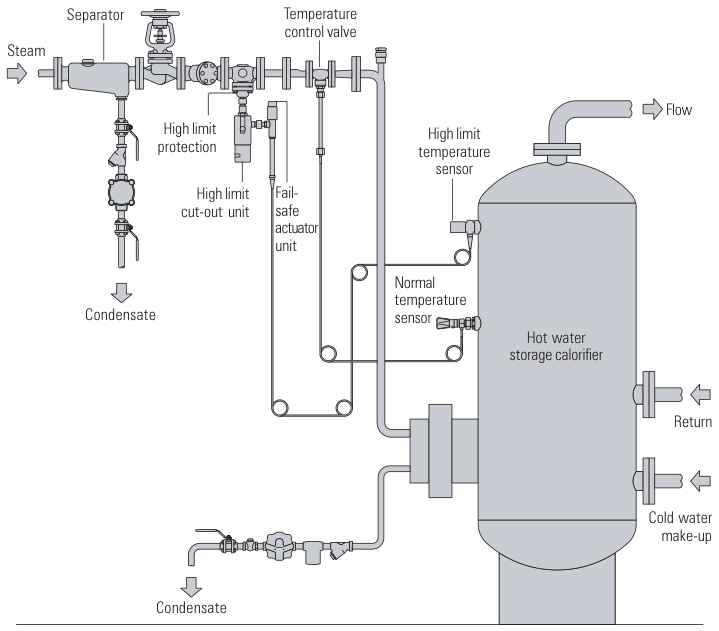 Separator
Temperature
control valve
Steam
Flow
High limit
protection
High limit
temperature
sensor
High limit
cut-out unit
Fail-
safe
actuator
unit
Normal
temperature
sensor
Condensate
Hot water
storage calorifier
Return
Cold water
make-up
Condensate